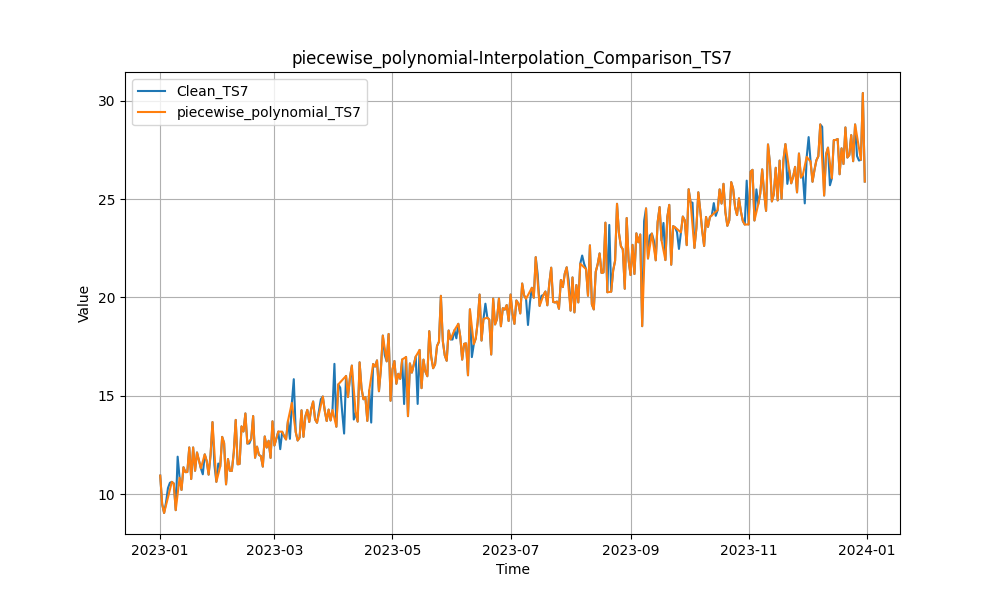 piecewise_polynomial-Interpolation_Comparison_TS7
Clean_TS7
piecewise_polynomial_TS7
30
25
20
15
10
Value
2023-01
2023-03
2023-05
2023-07
2023-09
2023-11
2024-01
Time